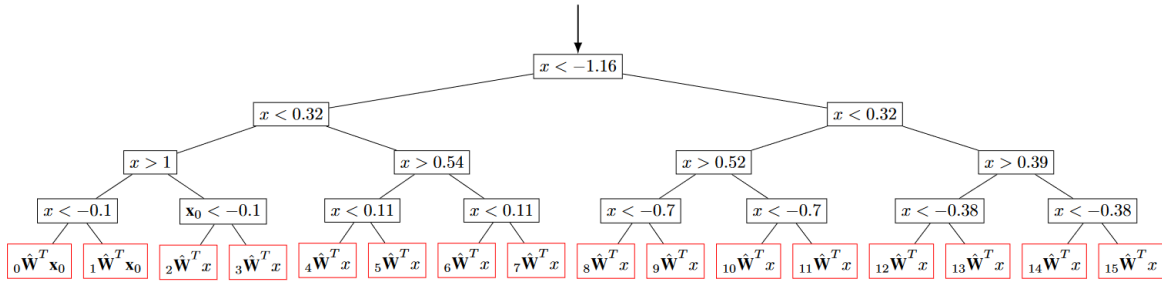 x < −1.16
x < 0.32
x < 0.32
x > 1
x > 0.54
x > 0.52
x > 0.39
x < −0.1
x₀ < −0.1
x < 0.11
x < 0.11
x < −0.7
x < −0.7
x < −0.38
x < −0.38
₀Ŵᵀx₀
₁Ŵᵀx₀
₂Ŵᵀx
₃Ŵᵀx
₄Ŵᵀx
₅Ŵᵀx
₆Ŵᵀx
₇Ŵᵀx
₈Ŵᵀx
₉Ŵᵀx
₁₀Ŵᵀx
₁₁Ŵᵀx
₁₂Ŵᵀx
₁₃Ŵᵀx
₁₄Ŵᵀx
₁₅Ŵᵀx